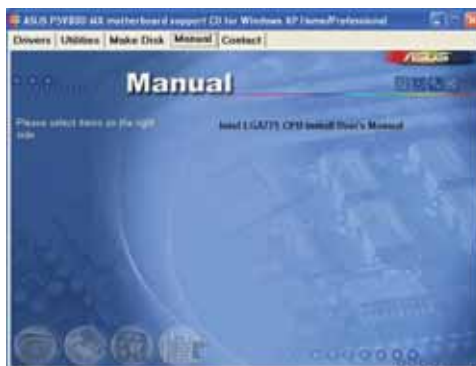 ASUS P5V800-MX motherboard support CD for Windows XP Home/Professional
Drivers Utilities Make Disk Manual Contact
ASUS
Manual
Please select items on the right
side
Intel LGA775 CPU Install User's Manual